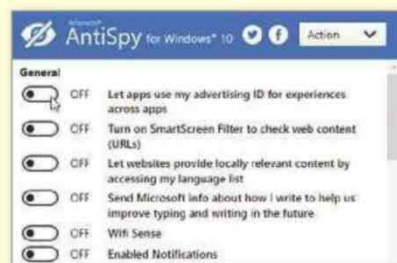 Ashampoo®
AntiSpy for Windows® 10
Action
General
OFF Let apps use my advertising ID for experiences
across apps
OFF Turn on SmartScreen Filter to check web content
(URLs)
OFF Let websites provide locally relevant content by
accessing my language list
OFF Send Microsoft info about how I write to help us
improve typing and writing in the future
OFF Wifi Sense
OFF Enabled Notifications